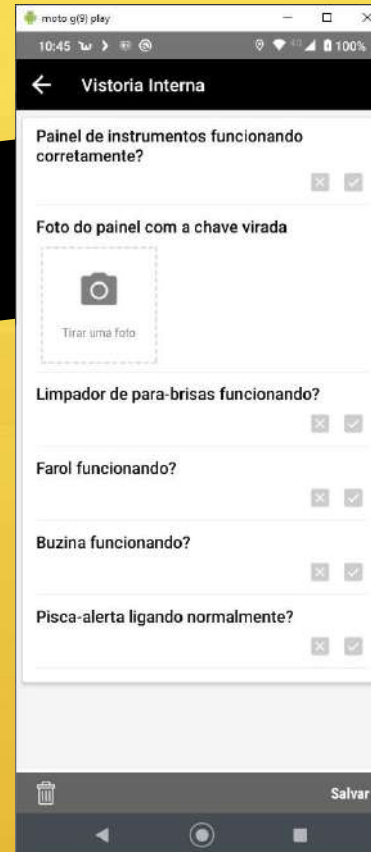 moto g(9) play
10:45
100%
Vistoria Interna
Painel de instrumentos funcionando
corretamente?
Foto do painel com a chave virada
Tirar uma foto
Limpador de para-brisas funcionando?
Farol funcionando?
Buzina funcionando?
Pisca-alerta ligando normalmente?
Salvar